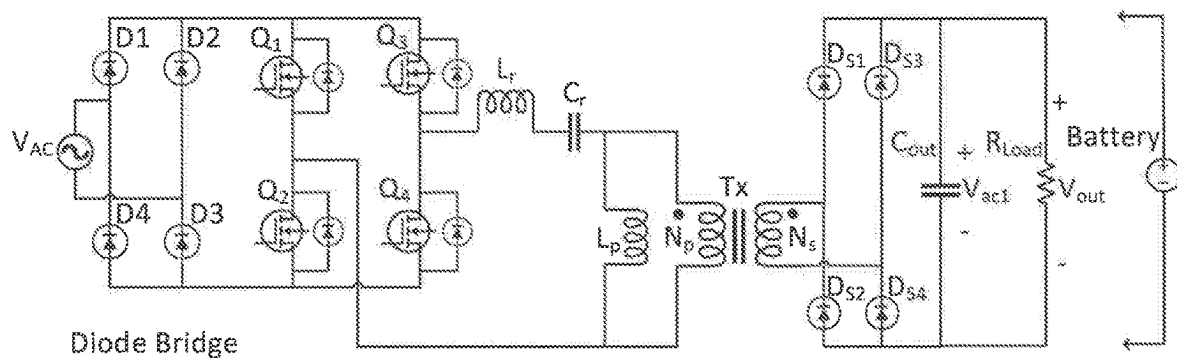 D1
D2
Q1
Q3
Lr
Cr
DS1
DS3
VAC
Cout
+
RLoad
+
Battery
Q2
Q4
Tx
Vac1
Vout
D4
D3
Lp
Np
Ns
-
-
DS2
DS4
Diode Bridge